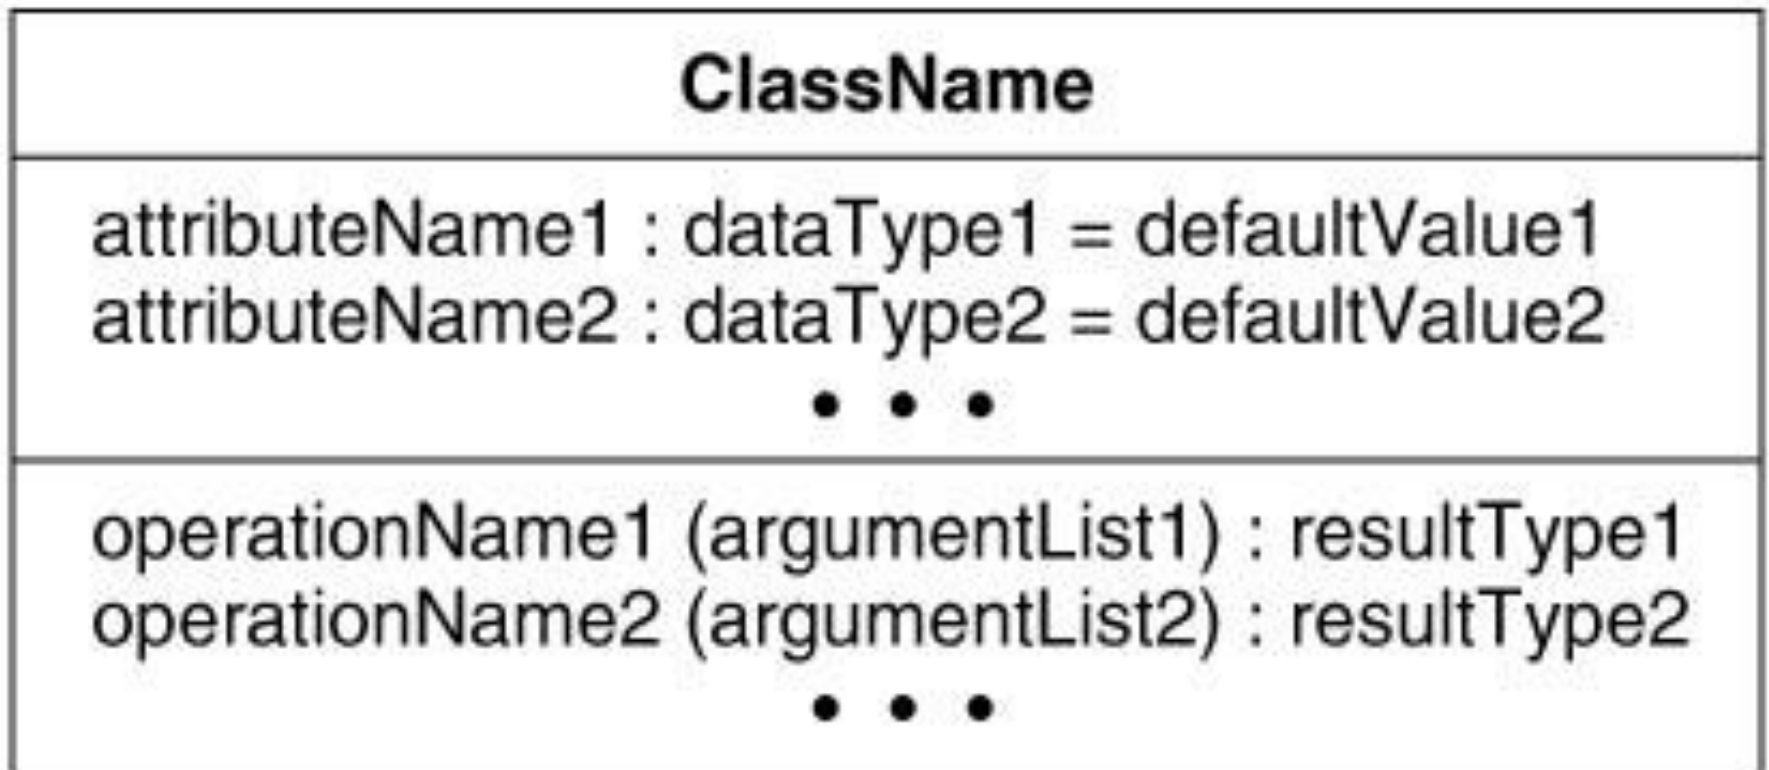 ClassName
attributeName1 : dataType1 = defaultValue1
attributeName2 : dataType2 = defaultValue2
• • •
operationName1 (argumentList1) : resultType1
operationName2 (argumentList2) : resultType2
• • •